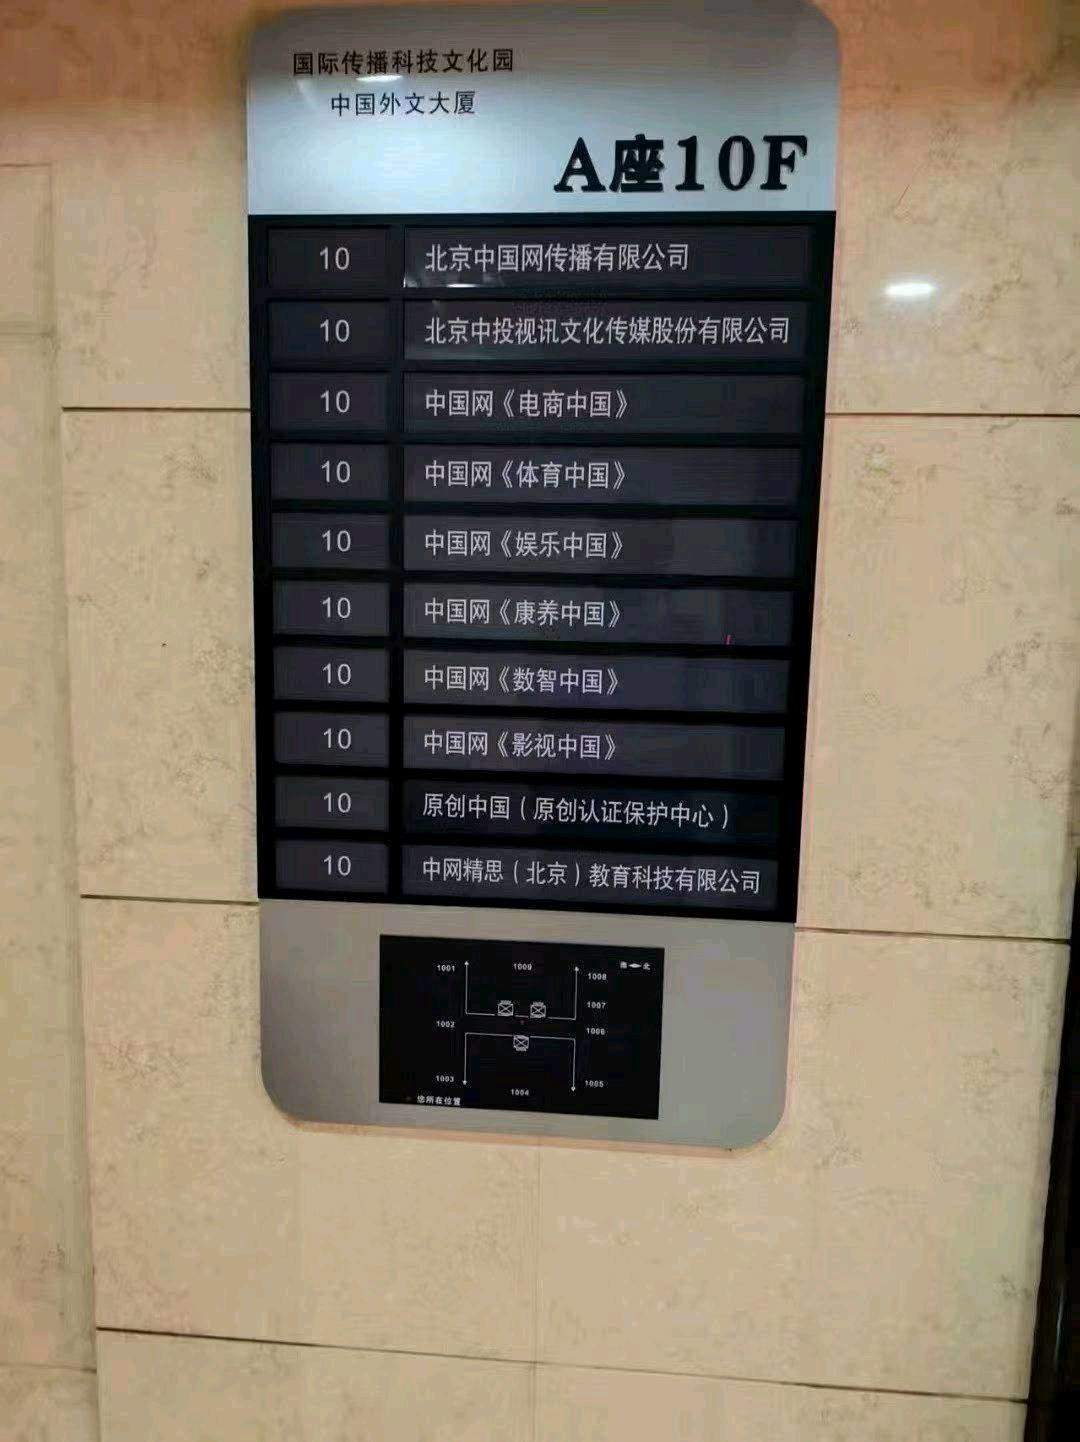 国际传播科技文化园
中国外文大厦
A座10F
10 北京中国网传播有限公司
10 北京中投视讯文化传媒股份有限公司
10 中国网《电商中国》
10 中国网《体育中国》
10 中国网《娱乐中国》
10 中国网《康养中国》
10 中国网《数智中国》
10 中国网《影视中国》
10 原创中国(原创认证保护中心)
10 中网精思(北京)教育科技有限公司
1001 1009 1008 南 北
1007
1002 1006
1003 1004 1005
您所在位置